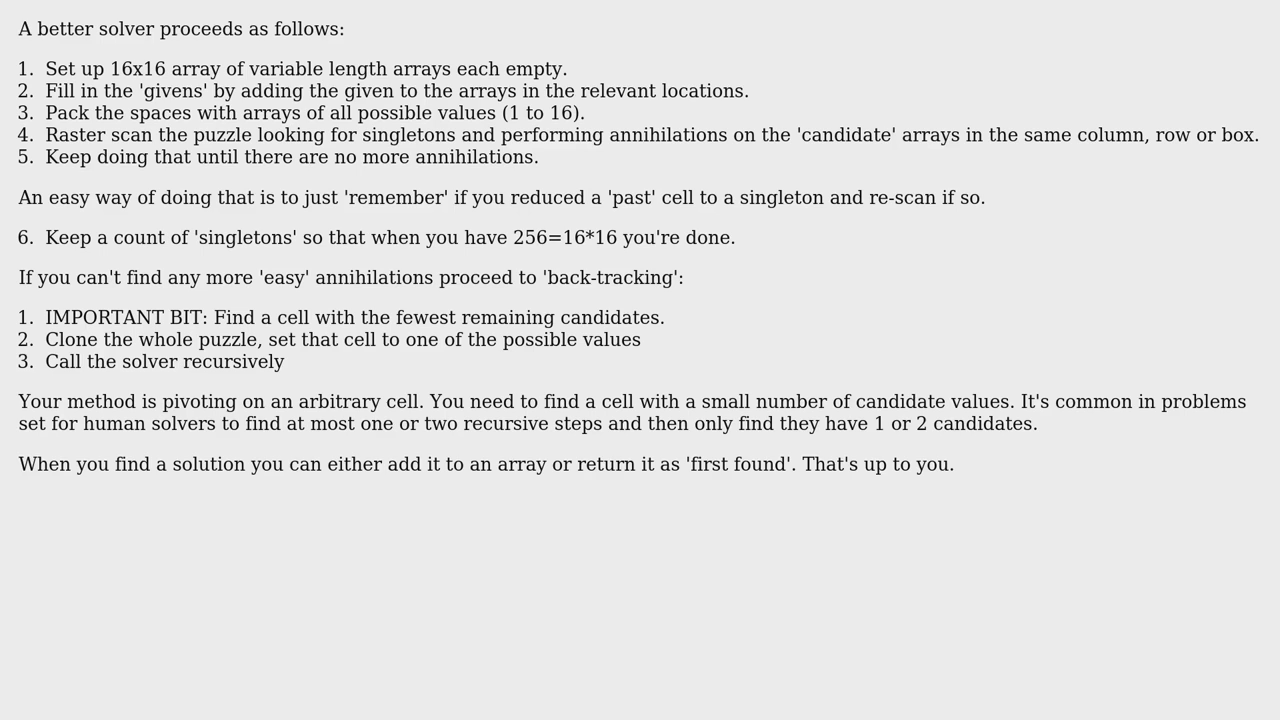 A better solver proceeds as follows:
1. Set up 16x16 array of variable length arrays each empty.
2. Fill in the 'givens' by adding the given to the arrays in the relevant locations.
3. Pack the spaces with arrays of all possible values (1 to 16).
4. Raster scan the puzzle looking for singletons and performing annihilations on the 'candidate' arrays in the same column, row or box.
5. Keep doing that until there are no more annihilations.
An easy way of doing that is to just 'remember' if you reduced a 'past' cell to a singleton and re-scan if so.
6. Keep a count of 'singletons' so that when you have 256=16*16 you're done.
If you can't find any more 'easy' annihilations proceed to 'back-tracking':
1. IMPORTANT BIT: Find a cell with the fewest remaining candidates.
2. Clone the whole puzzle, set that cell to one of the possible values
3. Call the solver recursively
Your method is pivoting on an arbitrary cell. You need to find a cell with a small number of candidate values. It's common in problems
set for human solvers to find at most one or two recursive steps and then only find they have 1 or 2 candidates.
When you find a solution you can either add it to an array or return it as 'first found'. That's up to you.